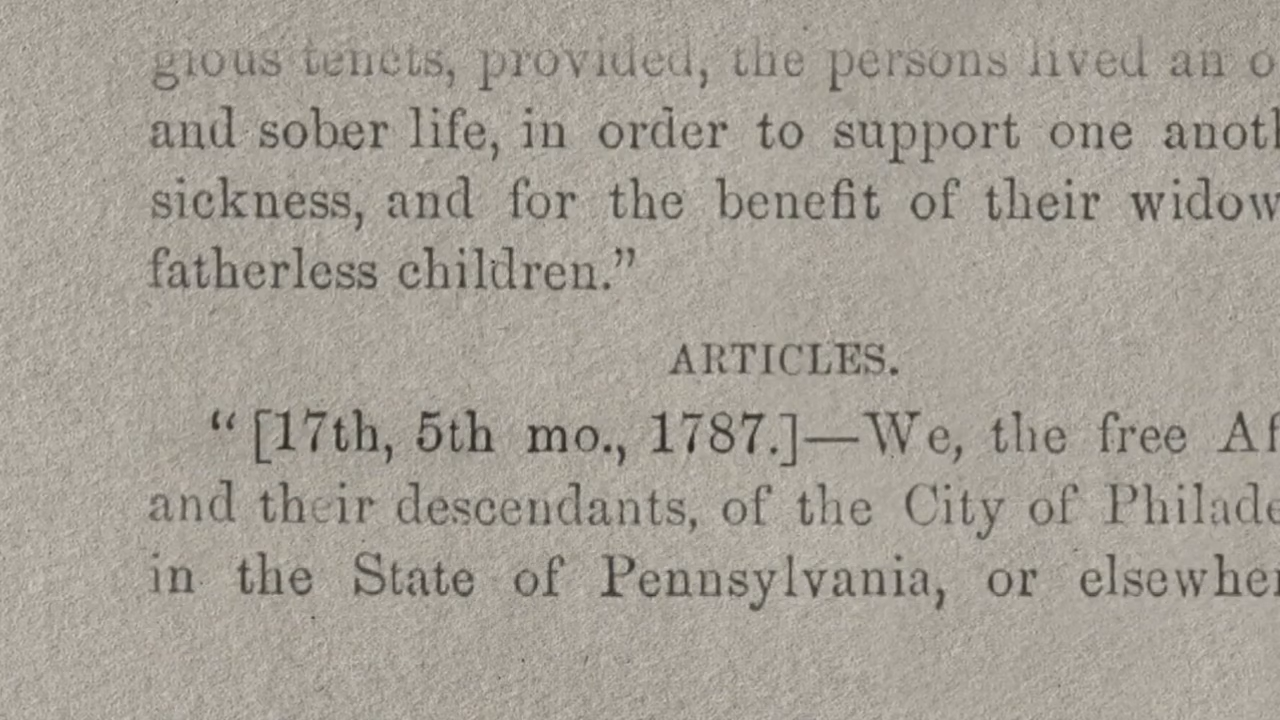 gious tenets, provided, the persons lived an o
and sober life, in order to support one anoth
sickness, and for the benefit of their widow
fatherless children.”
ARTICLES.
“ [17th, 5th mo., 1787.]—We, the free Af
and their descendants, of the City of Philade
in the State of Pennsylvania, or elsewher